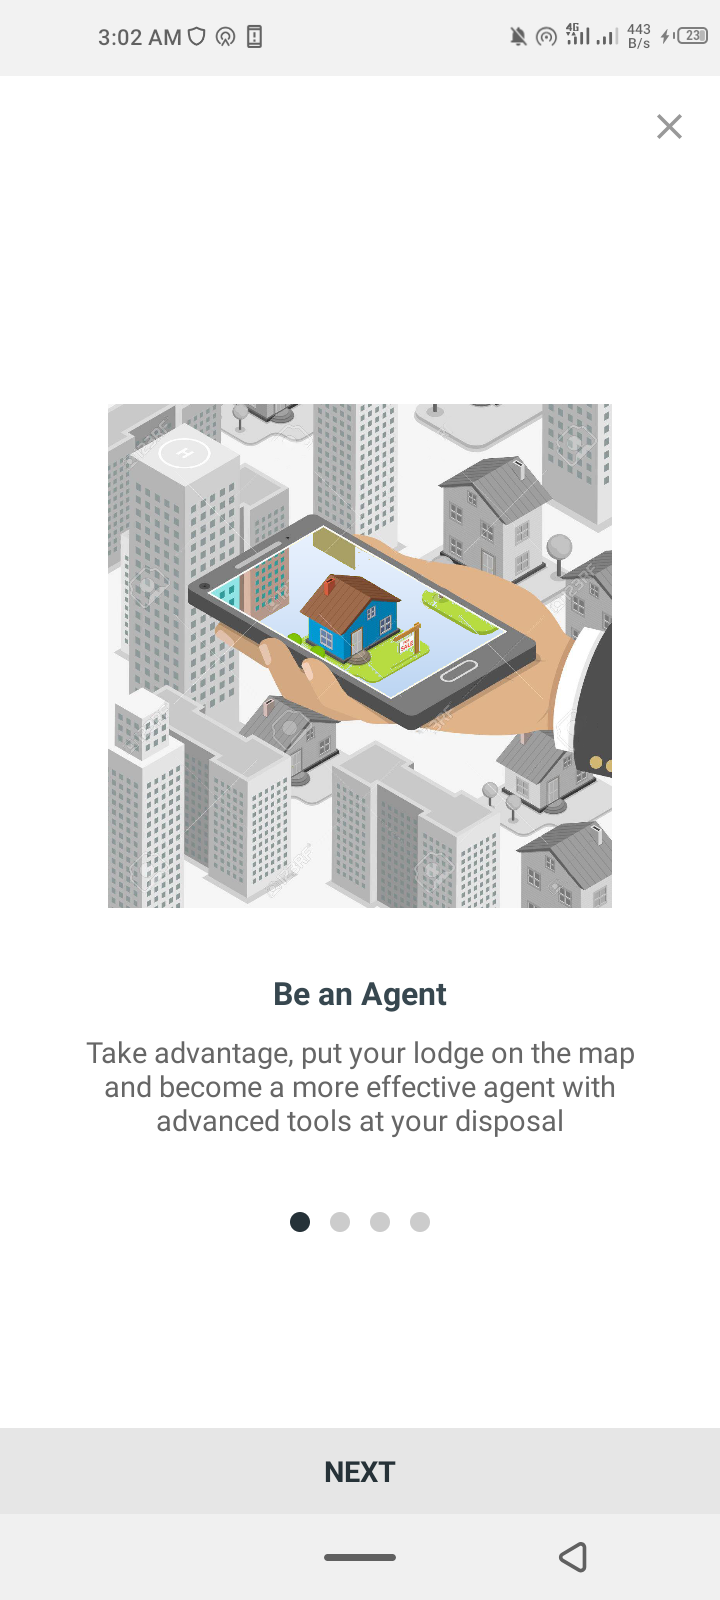 3:02 AM
4G
443
B/s
23
H
SALE
Be an Agent
Take advantage, put your lodge on the map
and become a more effective agent with
advanced tools at your disposal
NEXT